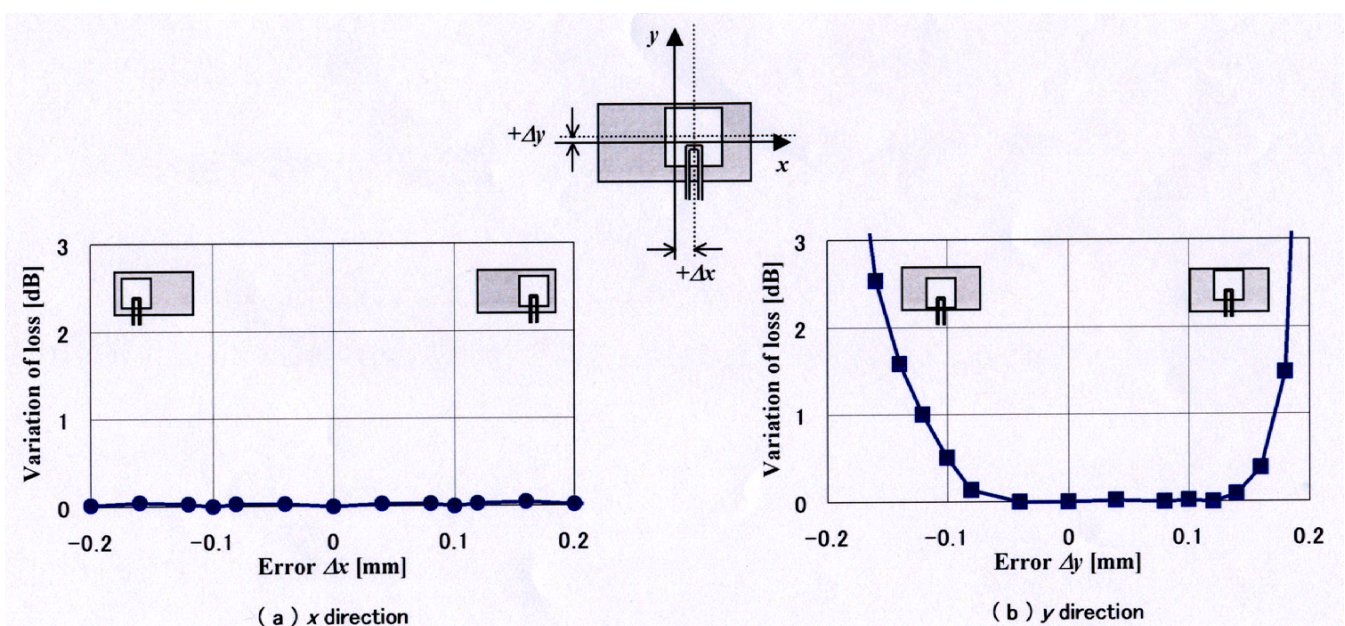 y
+Δy
x
+Δx
Variation of loss [dB]
3
2
1
0
−0.2
−0.1
0
0.1
0.2
Error Δx [mm]
( a ) x direction
Variation of loss [dB]
3
2
1
0
−0.2
−0.1
0
0.1
0.2
Error Δy [mm]
( b ) y direction